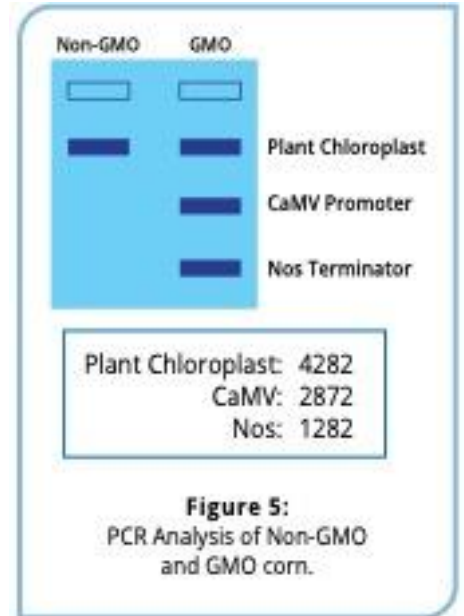 Non-GMO GMO
Plant Chloroplast
CaMV Promoter
Nos Terminator
Plant Chloroplast: 4282
CaMV: 2872
Nos: 1282
Figure 5:
PCR Analysis of Non-GMO
and GMO corn.